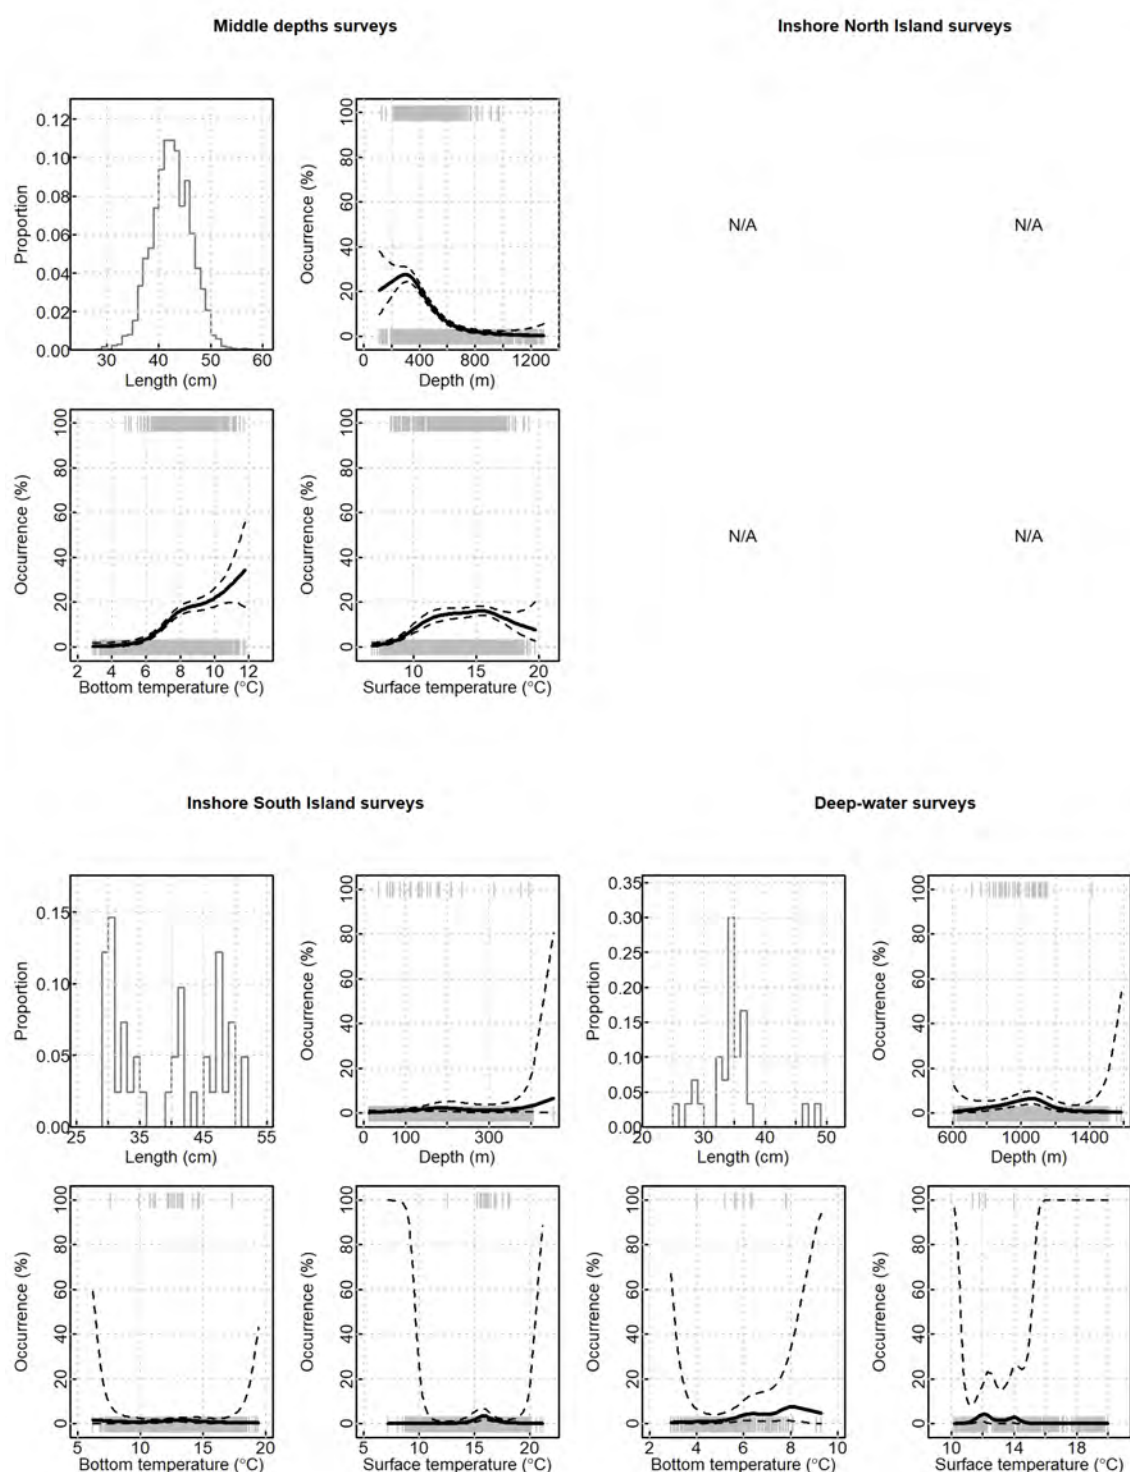 Middle depths surveys
Inshore North Island surveys
Proportion
0.12
0.10
0.08
0.06
0.04
0.02
0.00
30 40 50 60
Length (cm)
Occurrence (%)
100
80
60
40
20
0
0 400 800 1200
Depth (m)
N/A
N/A
Occurrence (%)
100
80
60
40
20
0
2 4 6 8 10 12
Bottom temperature (°C)
Occurrence (%)
100
80
60
40
20
0
10 15 20
Surface temperature (°C)
N/A
N/A
Inshore South Island surveys
Deep-water surveys
Proportion
0.15
0.10
0.05
0.00
25 35 45 55
Length (cm)
Occurrence (%)
100
80
60
40
20
0
0 100 300
Depth (m)
Proportion
0.35
0.30
0.25
0.20
0.15
0.10
0.05
0.00
20 30 40 50
Length (cm)
Occurrence (%)
100
80
60
40
20
0
600 1000 1400
Depth (m)
Occurrence (%)
100
80
60
40
20
0
5 10 15 20
Bottom temperature (°C)
Occurrence (%)
100
80
60
40
20
0
5 10 15 20
Surface temperature (°C)
Occurrence (%)
100
80
60
40
20
0
2 4 6 8 10
Bottom temperature (°C)
Occurrence (%)
100
80
60
40
20
0
10 14 18
Surface temperature (°C)